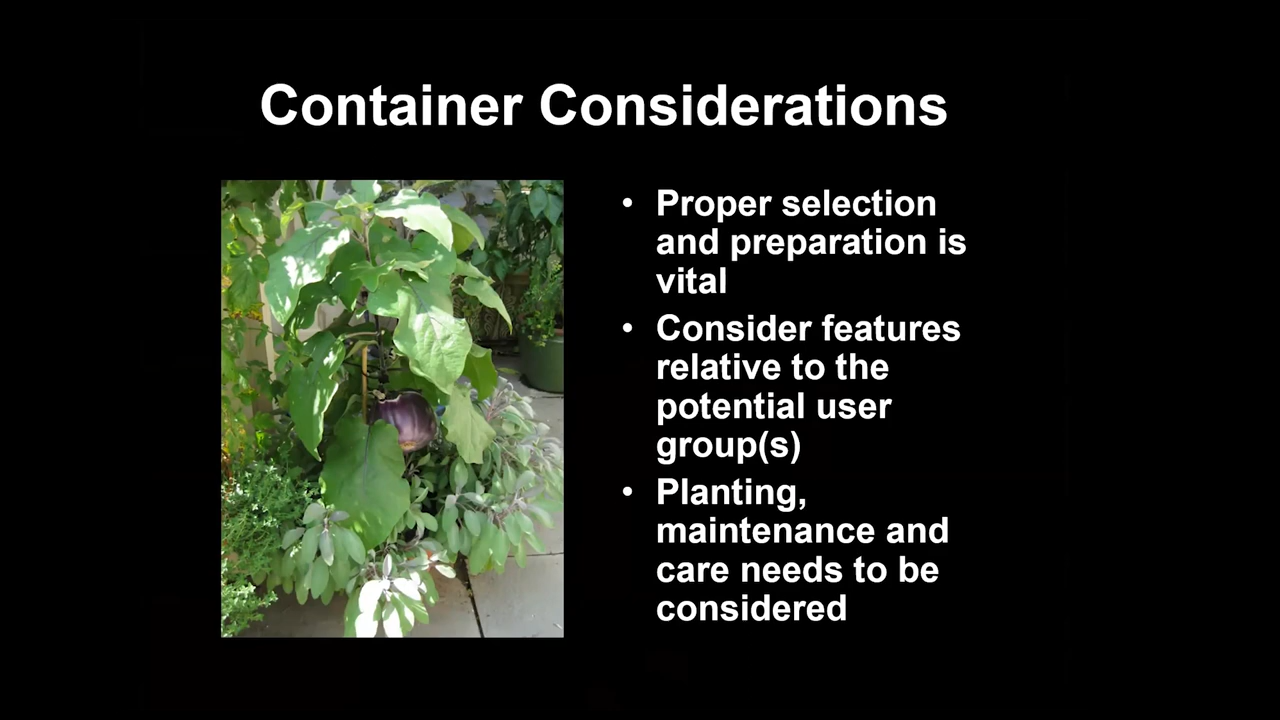 Container Considerations
• Proper selection
and preparation is
vital
• Consider features
relative to the
potential user
group(s)
• Planting,
maintenance and
care needs to be
considered